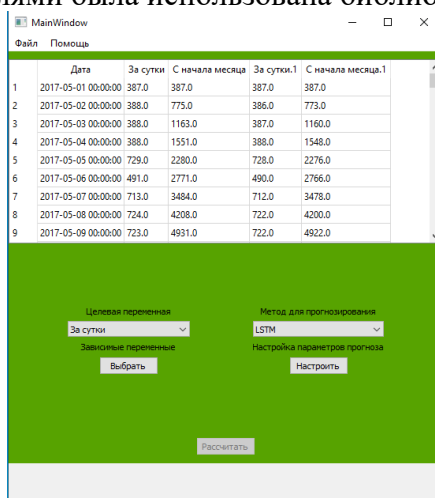 лями была использована библио
MainWindow
Файл Помощь
Дата За сутки С начала месяца За сутки.1 С начала месяца.1
1 2017-05-01 00:00:00 387.0 387.0 387.0 387.0
2 2017-05-02 00:00:00 388.0 775.0 386.0 773.0
3 2017-05-03 00:00:00 388.0 1163.0 387.0 1160.0
4 2017-05-04 00:00:00 388.0 1551.0 388.0 1548.0
5 2017-05-05 00:00:00 729.0 2280.0 728.0 2276.0
6 2017-05-06 00:00:00 491.0 2771.0 490.0 2766.0
7 2017-05-07 00:00:00 713.0 3484.0 712.0 3478.0
8 2017-05-08 00:00:00 724.0 4208.0 722.0 4200.0
9 2017-05-09 00:00:00 723.0 4931.0 722.0 4922.0
Целевая переменная Метод для прогнозирования
За сутки LSTM
Зависимые переменные Настройка параметров прогноза
Выбрать Настроить
Рассчитать